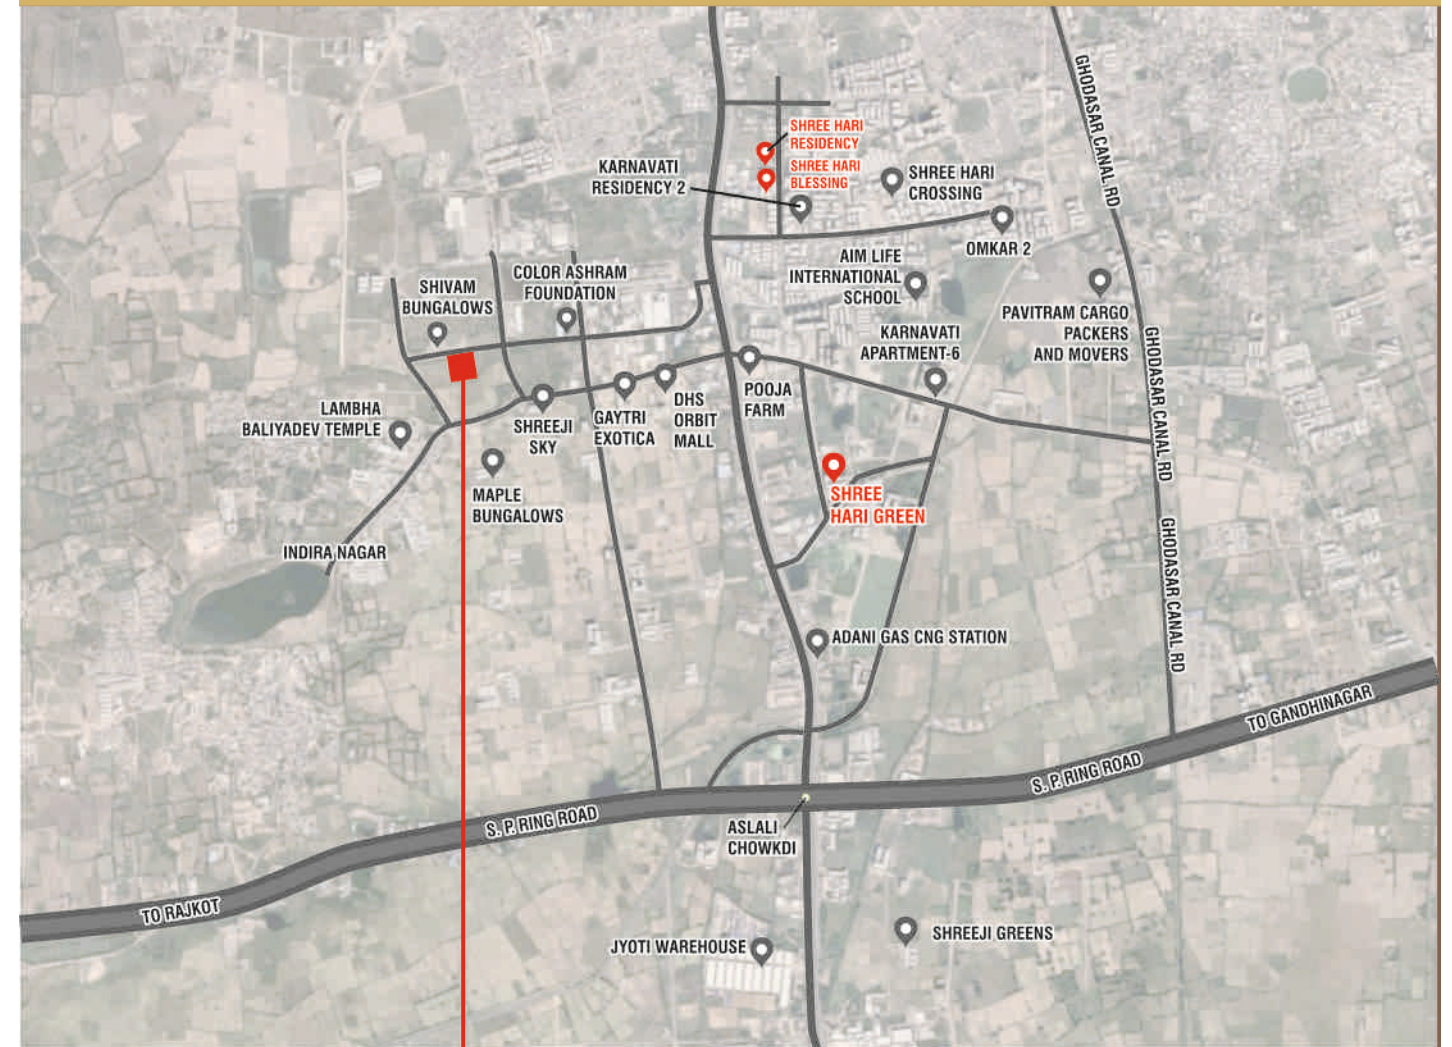 GHODASAR CANAL RD
SHREE HARI
RESIDENCY
SHREE HARI
BLESSING
KARNAVATI
RESIDENCY 2
SHREE HARI
CROSSING
OMKAR 2
AIM LIFE
INTERNATIONAL
SCHOOL
COLOR ASHRAM
FOUNDATION
SHIVAM
BUNGALOWS
PAVITRAM CARGO
PACKERS
AND MOVERS
KARNAVATI
APARTMENT-6
GHODASAR CANAL RD
POOJA
FARM
DHS
ORBIT
MALL
GAYTRI
EXOTICA
SHREEJI
SKY
LAMBHA
BALIYADEV TEMPLE
MAPLE
BUNGALOWS
SHREE
HARI GREEN
INDIRA NAGAR
GHODASAR CANAL RD
ADANI GAS CNG STATION
TO GANDHINAGAR
S. P. RING ROAD
S. P. RING ROAD
ASLALI
CHOWKDI
TO RAJKOT
JYOTI WAREHOUSE
SHREEJI GREENS